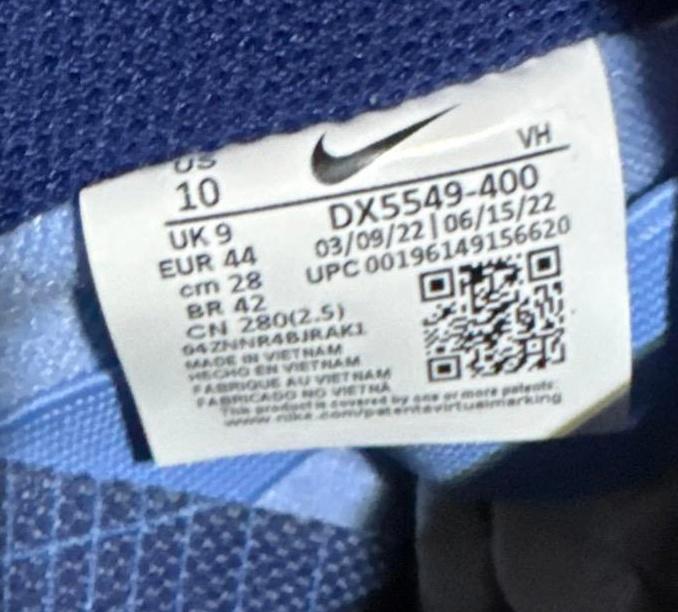 US
10
VH
DX5549-400
03/09/22 | 06/15/22
UPC 00196149156620
UK 9
EUR 44
cm 28
BR 42
CN 280(2.5)
04ZNNR4BJRAK1
MADE IN VIETNAM
HECHO EN VIETNAM
FABRIQUE AU VIETNAM
FABRICADO NO VIETNÃ
This product is covered by one or more patents:
www.nike.com/patentsvirtualmarking